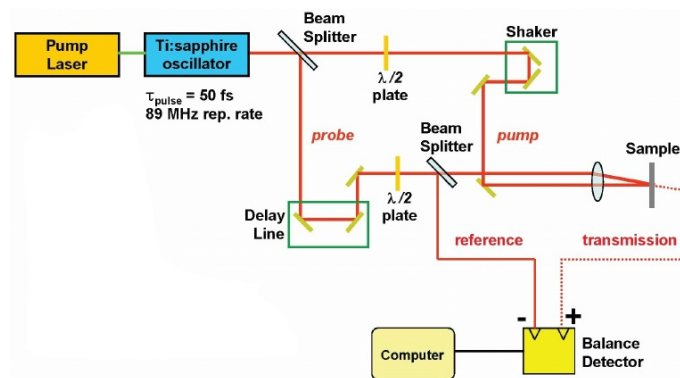 Pump
Laser
Ti:sapphire
oscillator
τpulse = 50 fs
89 MHz rep. rate
Beam
Splitter
λ/2
plate
Shaker
probe
Beam
Splitter
pump
Sample
Delay
Line
λ/2
plate
reference
transmission
- +
Computer
Balance
Detector